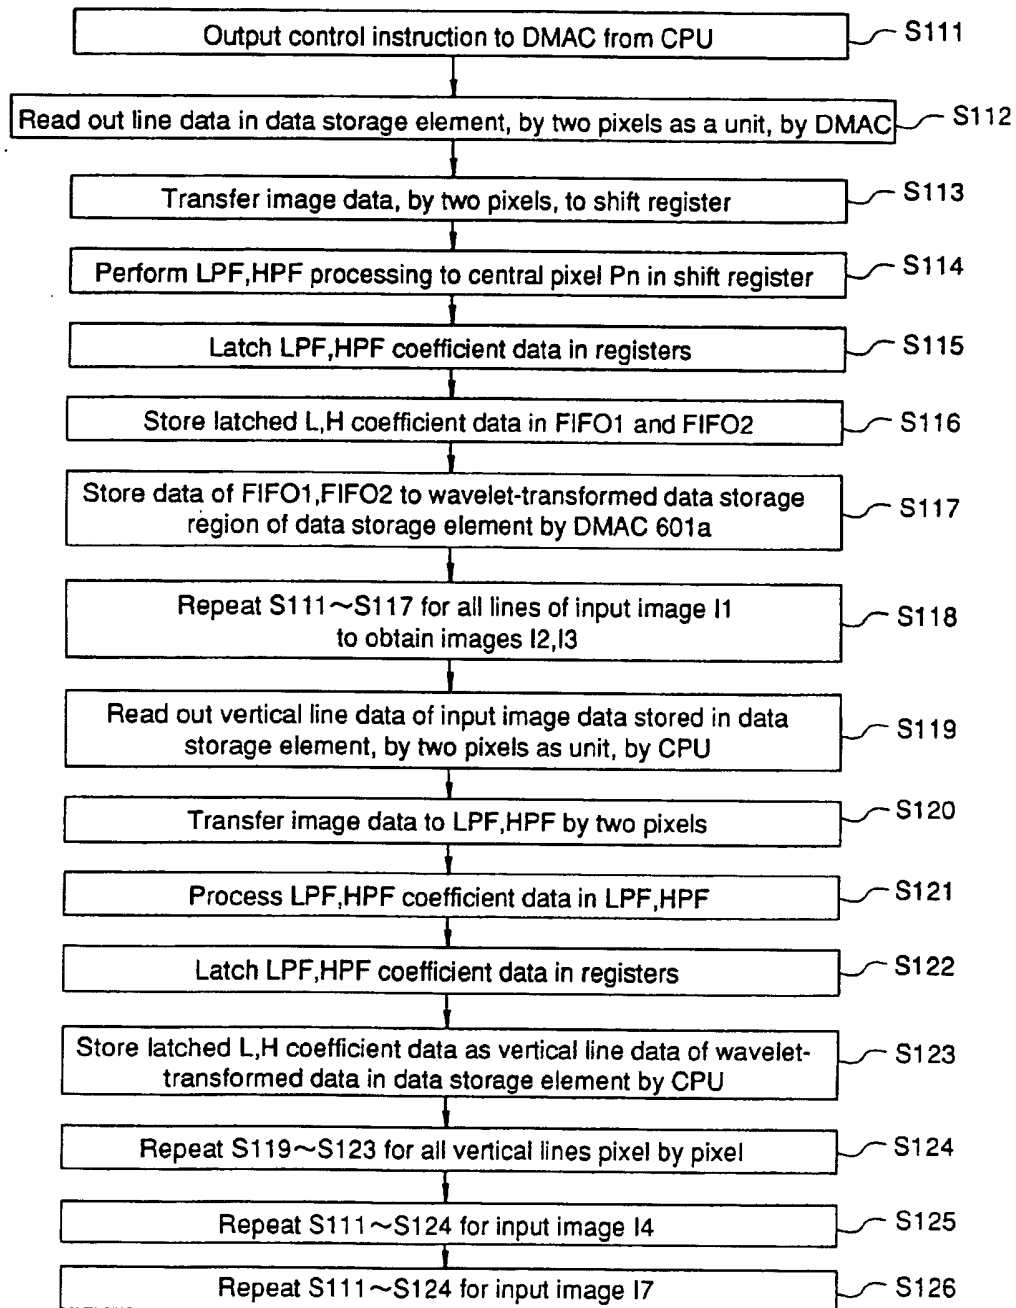 Output control instruction to DMAC from CPU
S111
Read out line data in data storage element, by two pixels as a unit, by DMAC
S112
Transfer image data, by two pixels, to shift register
S113
Perform LPF,HPF processing to central pixel Pn in shift register
S114
Latch LPF,HPF coefficient data in registers
S115
Store latched L,H coefficient data in FIFO1 and FIFO2
S116
Store data of FIFO1,FIFO2 to wavelet-transformed data storage
region of data storage element by DMAC 601a
S117
Repeat S111~S117 for all lines of input image I1
to obtain images I2,I3
S118
Read out vertical line data of input image data stored in data
storage element, by two pixels as unit, by CPU
S119
Transfer image data to LPF,HPF by two pixels
S120
Process LPF,HPF coefficient data in LPF,HPF
S121
Latch LPF,HPF coefficient data in registers
S122
Store latched L,H coefficient data as vertical line data of wavelet-
transformed data in data storage element by CPU
S123
Repeat S119~S123 for all vertical lines pixel by pixel
S124
Repeat S111~S124 for input image I4
S125
Repeat S111~S124 for input image I7
S126